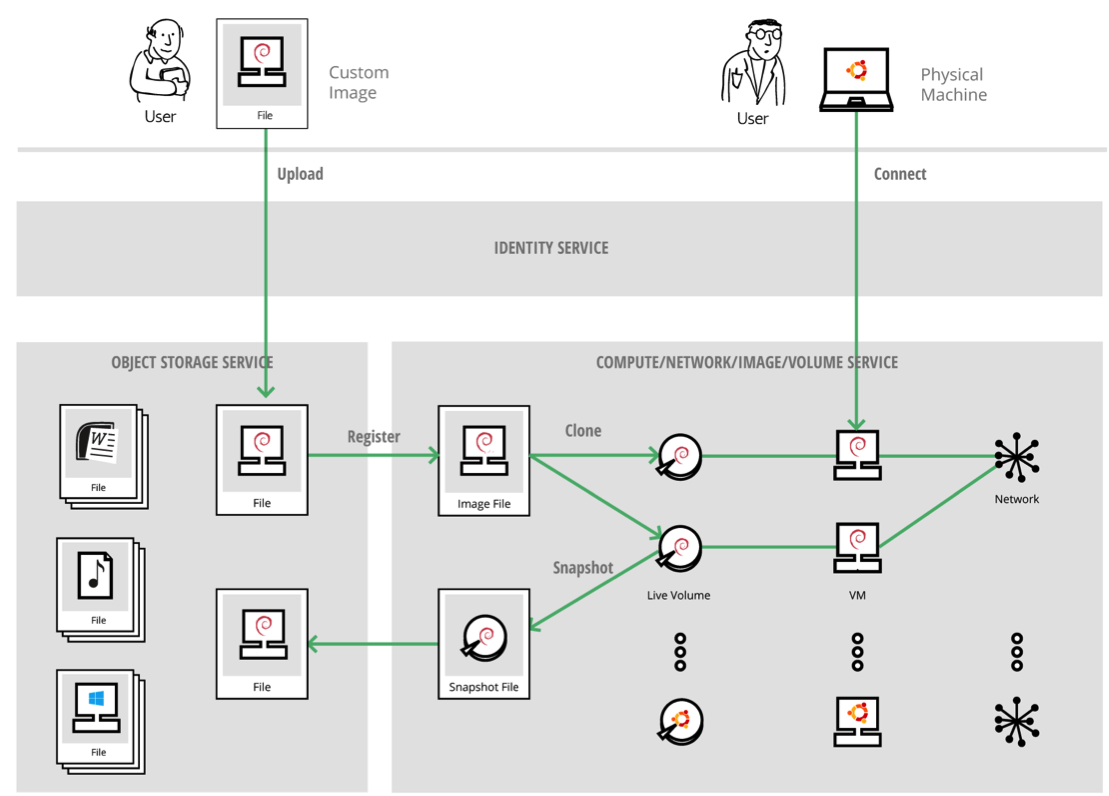 User
File
Custom
Image
User
Physical
Machine
Upload
Connect
IDENTITY SERVICE
OBJECT STORAGE SERVICE
COMPUTE/NETWORK/IMAGE/VOLUME SERVICE
W
File
File
Register
Image File
Clone
Network
File
Snapshot
Live Volume
VM
File
Snapshot File
File